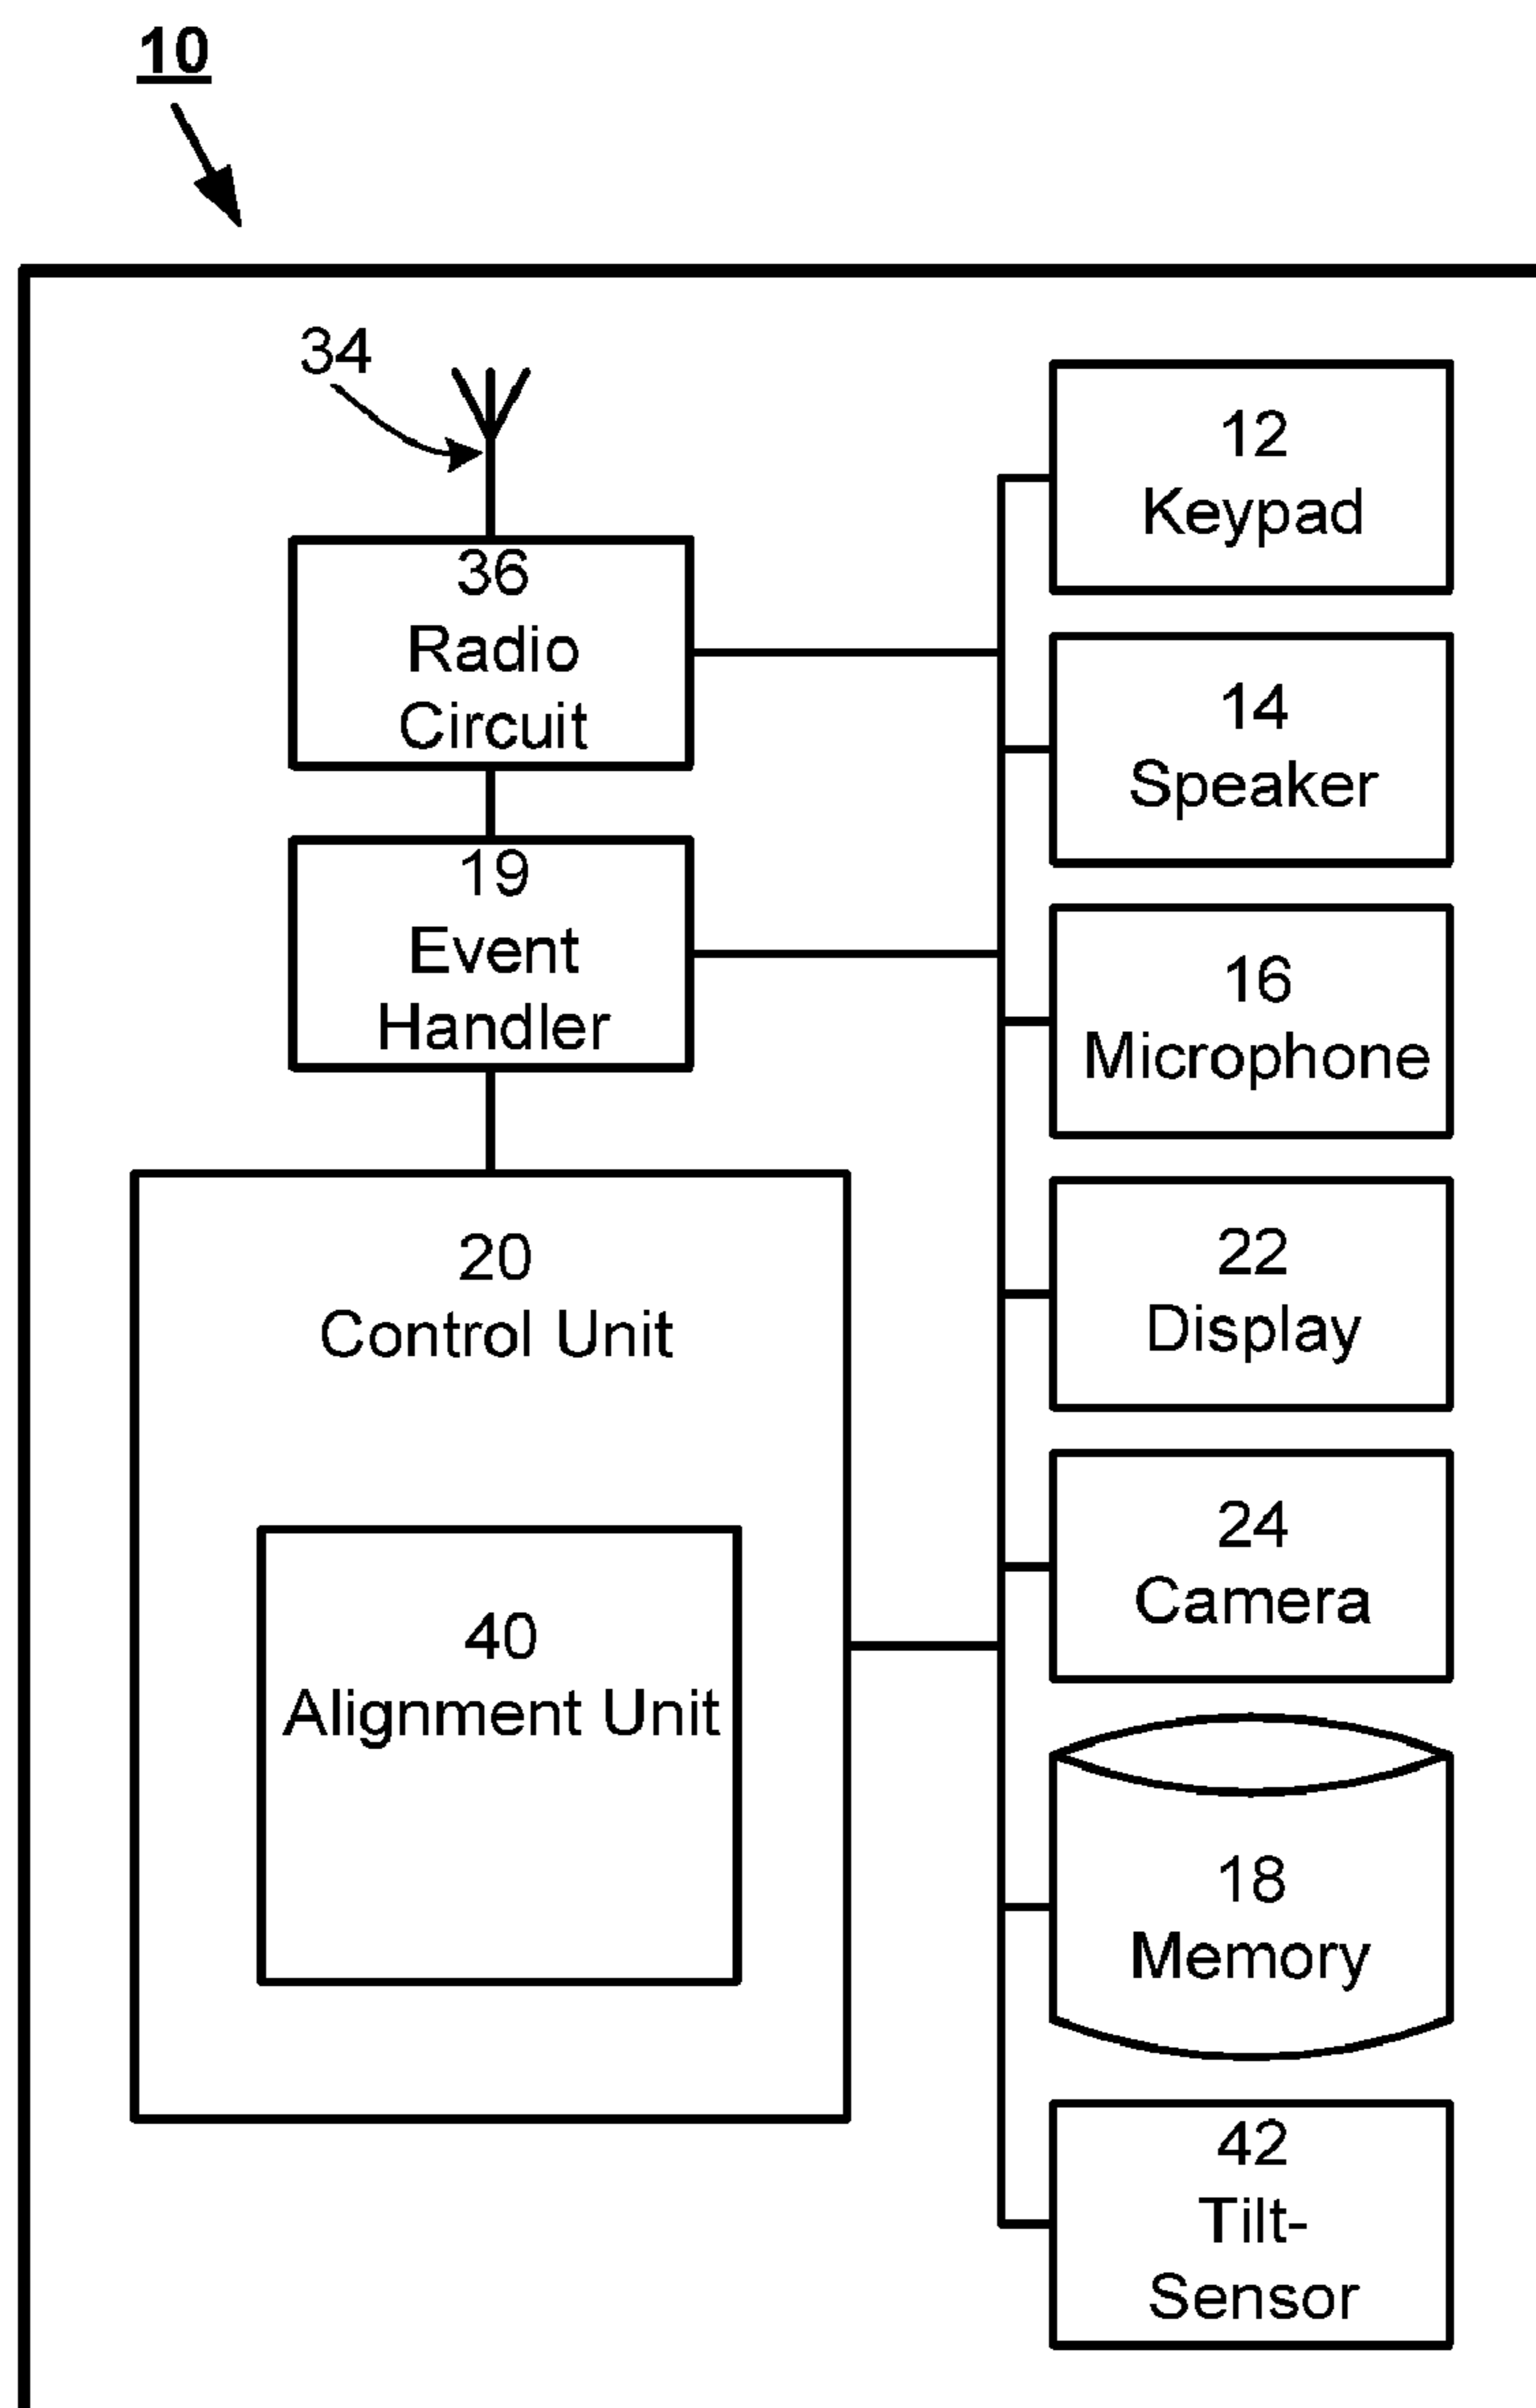 10
34
36
Radio
Circuit
19
Event
Handler
20
Control Unit
40
Alignment Unit
12
Keypad
14
Speaker
16
Microphone
22
Display
24
Camera
18
Memory
42
Tilt-
Sensor